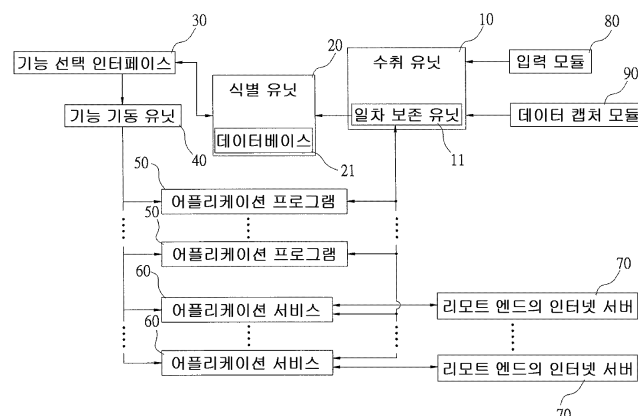 30
기능 선택 인터페이스
20
식별 유닛
데이터베이스
21
10
수취 유닛
일차 보존 유닛
11
80
입력 모듈
90
데이터 캡처 모듈
기능 기동 유닛
40
50
어플리케이션 프로그램
50
어플리케이션 프로그램
60
어플리케이션 서비스
70
리모트 엔드의 인터넷 서버
60
어플리케이션 서비스
리모트 엔드의 인터넷 서버
70